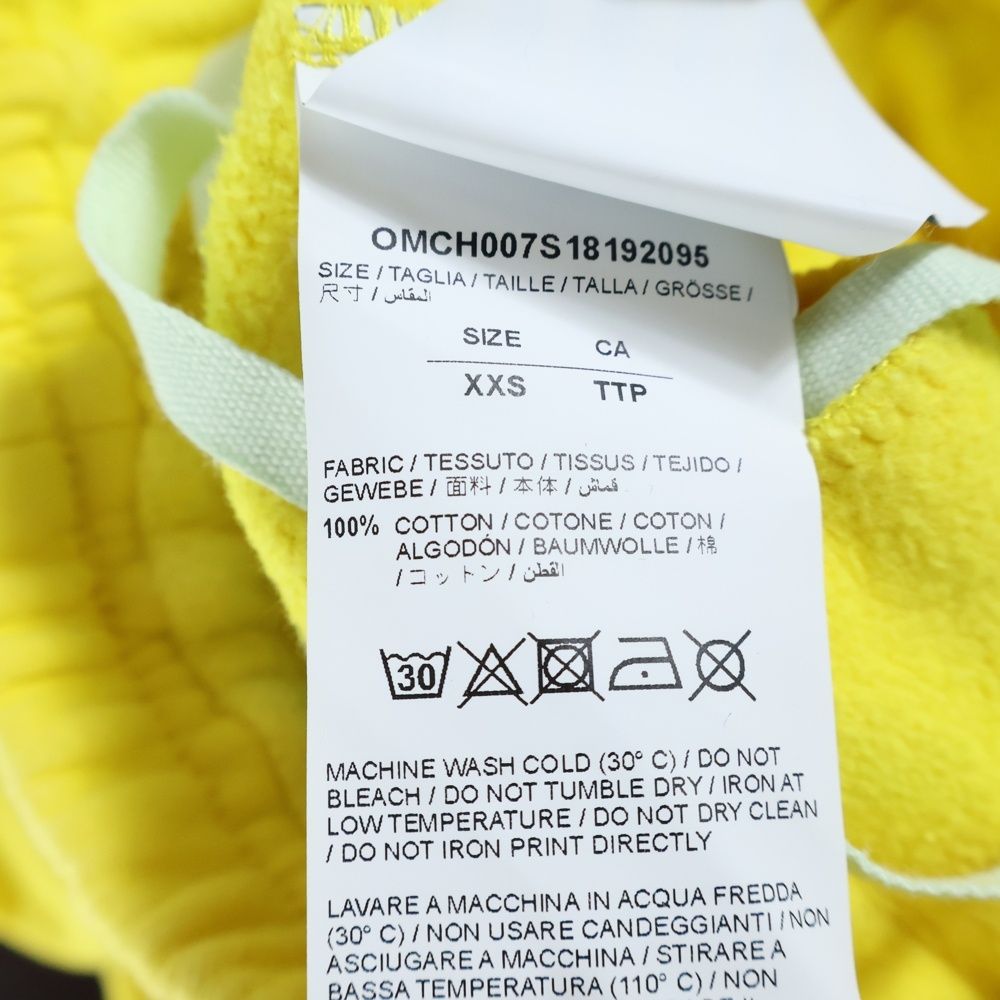 OMCH007S18192095
SIZE / TAGLIA / TAILLE / TALLA / GRÖSSE /
尺寸 / المقاس
SIZE CA
XXS TTP
FABRIC / TESSUTO / TISSUS / TEJIDO /
GEWEBE / 面料 / 本体 / قماش
100% COTTON / COTONE / COTON /
ALGODÓN / BAUMWOLLE / 棉
/ コットン / القطن
30
MACHINE WASH COLD (30° C) / DO NOT
BLEACH / DO NOT TUMBLE DRY / IRON AT
LOW TEMPERATURE / DO NOT DRY CLEAN
/ DO NOT IRON PRINT DIRECTLY
LAVARE A MACCHINA IN ACQUA FREDDA
(30° C) / NON USARE CANDEGGIANTI / NON
ASCIUGARE A MACCHINA / STIRARE A
BASSA TEMPERATURA (110° C) / NON